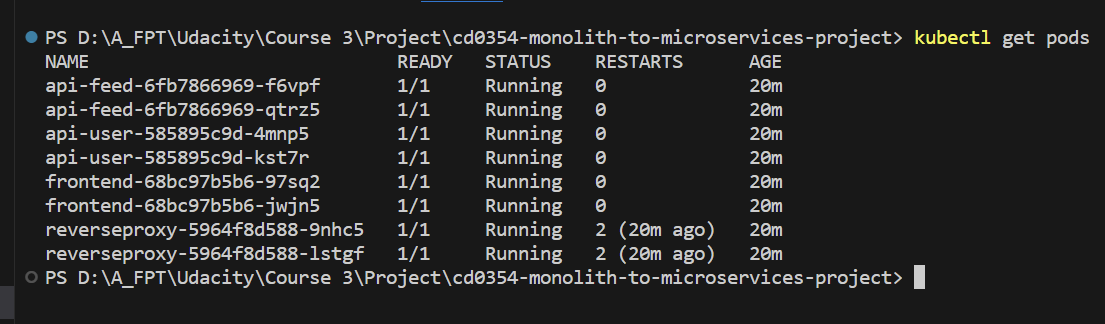 PS D:\A_FPT\Udacity\Course 3\Project\cd0354-monolith-to-microservices-project> kubectl get pods
NAME READY STATUS RESTARTS AGE
api-feed-6fb7866969-f6vpf 1/1 Running 0 20m
api-feed-6fb7866969-qtrz5 1/1 Running 0 20m
api-user-585895c9d-4mnp5 1/1 Running 0 20m
api-user-585895c9d-kst7r 1/1 Running 0 20m
frontend-68bc97b5b6-97sq2 1/1 Running 0 20m
frontend-68bc97b5b6-jwjn5 1/1 Running 0 20m
reverseproxy-5964f8d588-9nhc5 1/1 Running 2 (20m ago) 20m
reverseproxy-5964f8d588-lstgf 1/1 Running 2 (20m ago) 20m
PS D:\A_FPT\Udacity\Course 3\Project\cd0354-monolith-to-microservices-project>